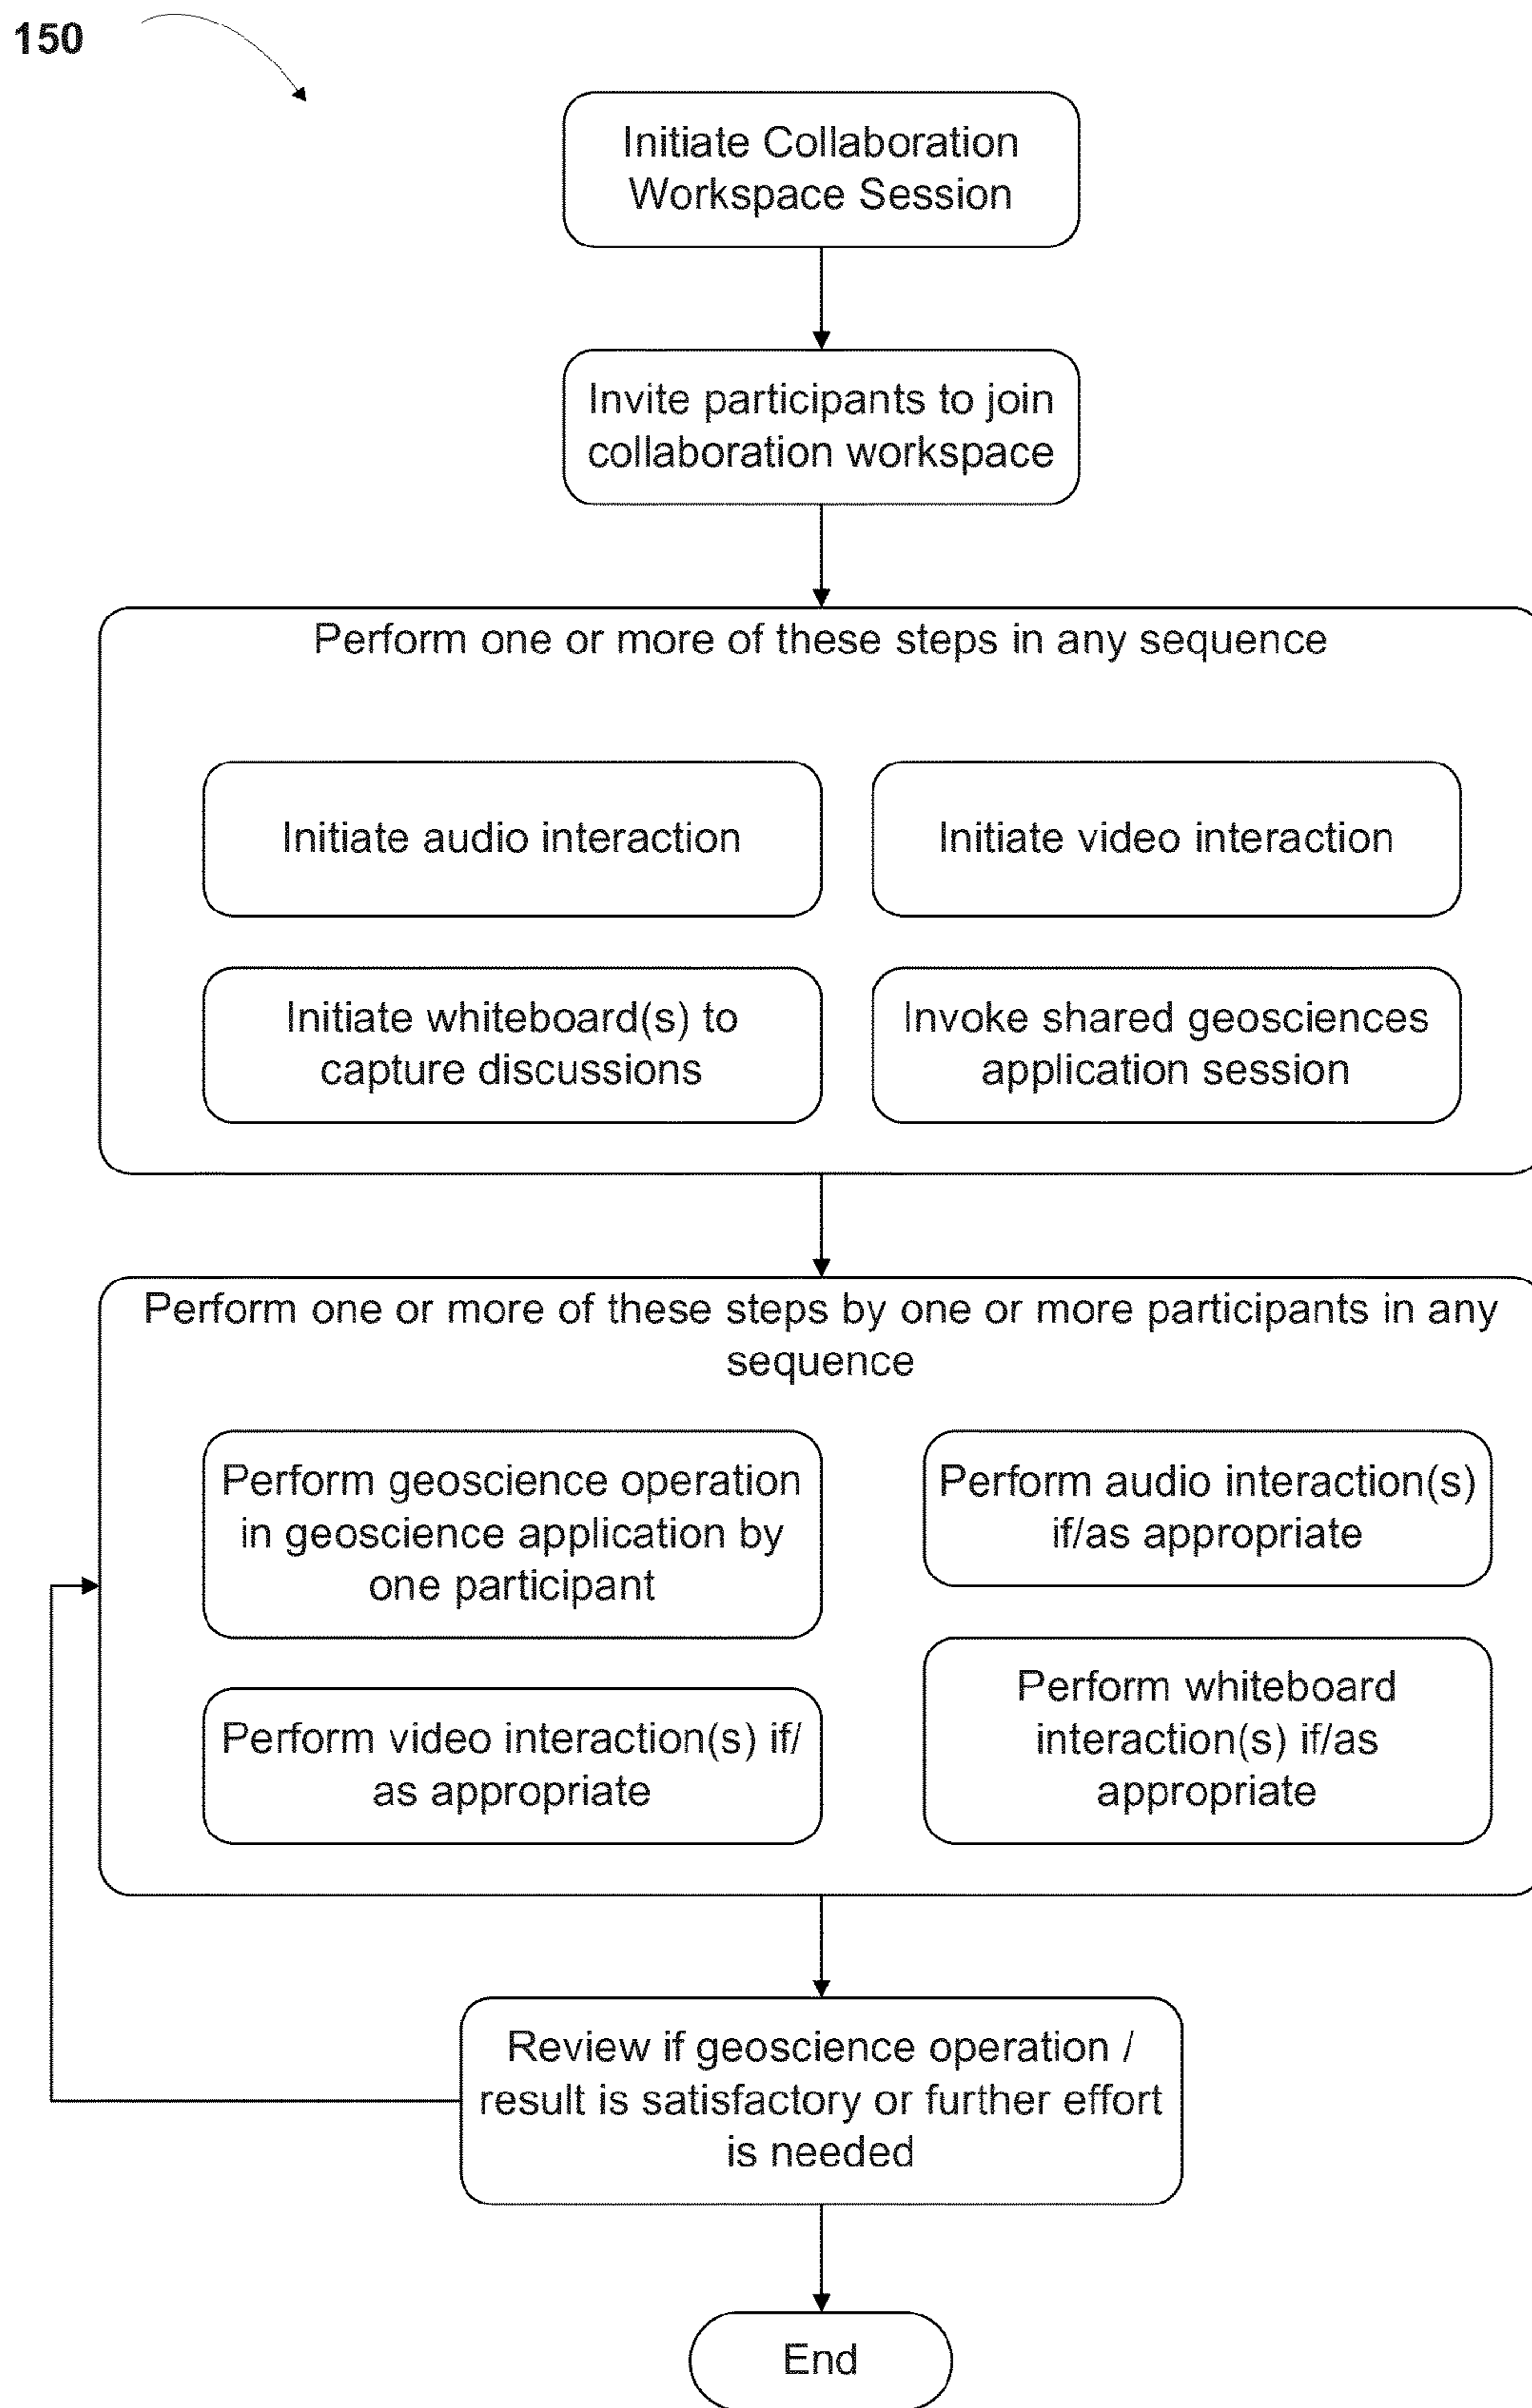 150
Initiate Collaboration
Workspace Session
Invite participants to join
collaboration workspace
Perform one or more of these steps in any sequence
Initiate audio interaction
Initiate video interaction
Initiate whiteboard(s) to
capture discussions
Invoke shared geosciences
application session
Perform one or more of these steps by one or more participants in any
sequence
Perform geoscience operation
in geoscience application by
one participant
Perform audio interaction(s)
if/as appropriate
Perform video interaction(s) if/
as appropriate
Perform whiteboard
interaction(s) if/as
appropriate
Review if geoscience operation /
result is satisfactory or further effort
is needed
End